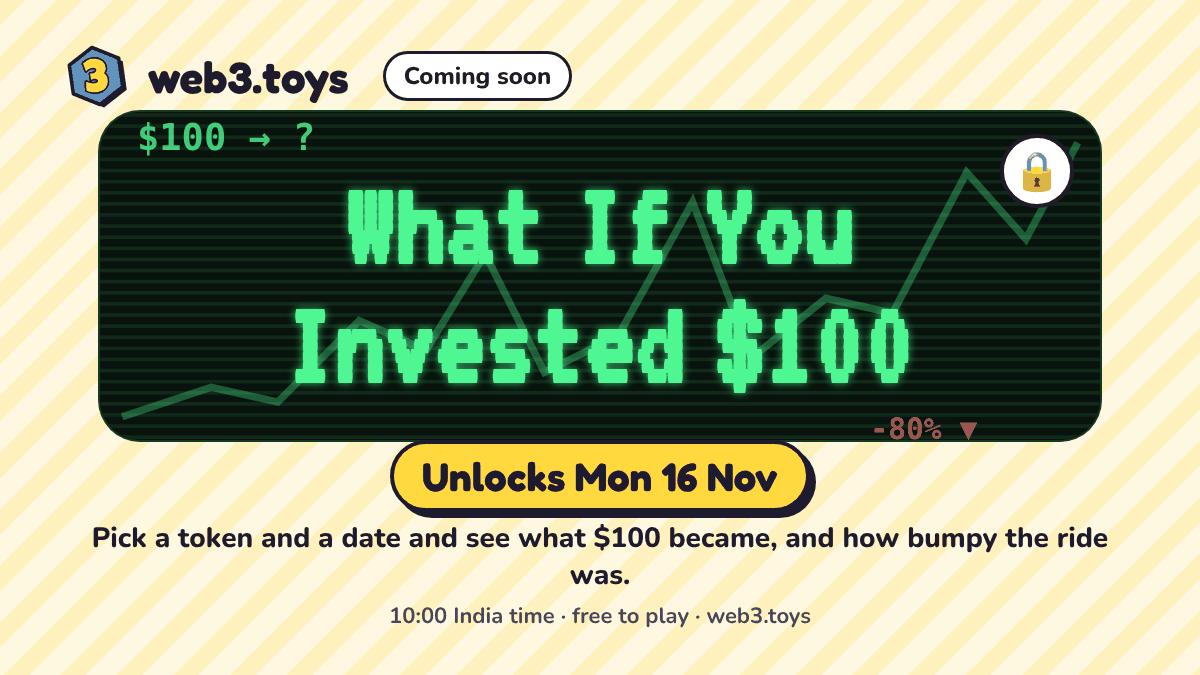 3 web3.toys Coming soon
$100 → ?
What If You
Invested $100
-80% ▼
Unlocks Mon 16 Nov
Pick a token and a date and see what $100 became, and how bumpy the ride
was.
10:00 India time · free to play · web3.toys